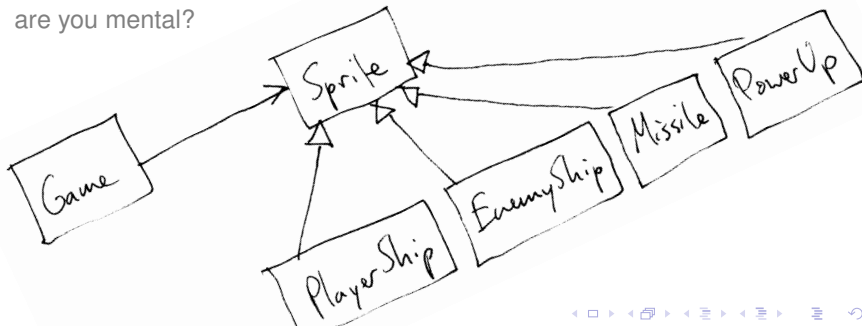 are you mental?
Sprite
PowerUp
Missile
EnemyShip
Game
PlayerShip